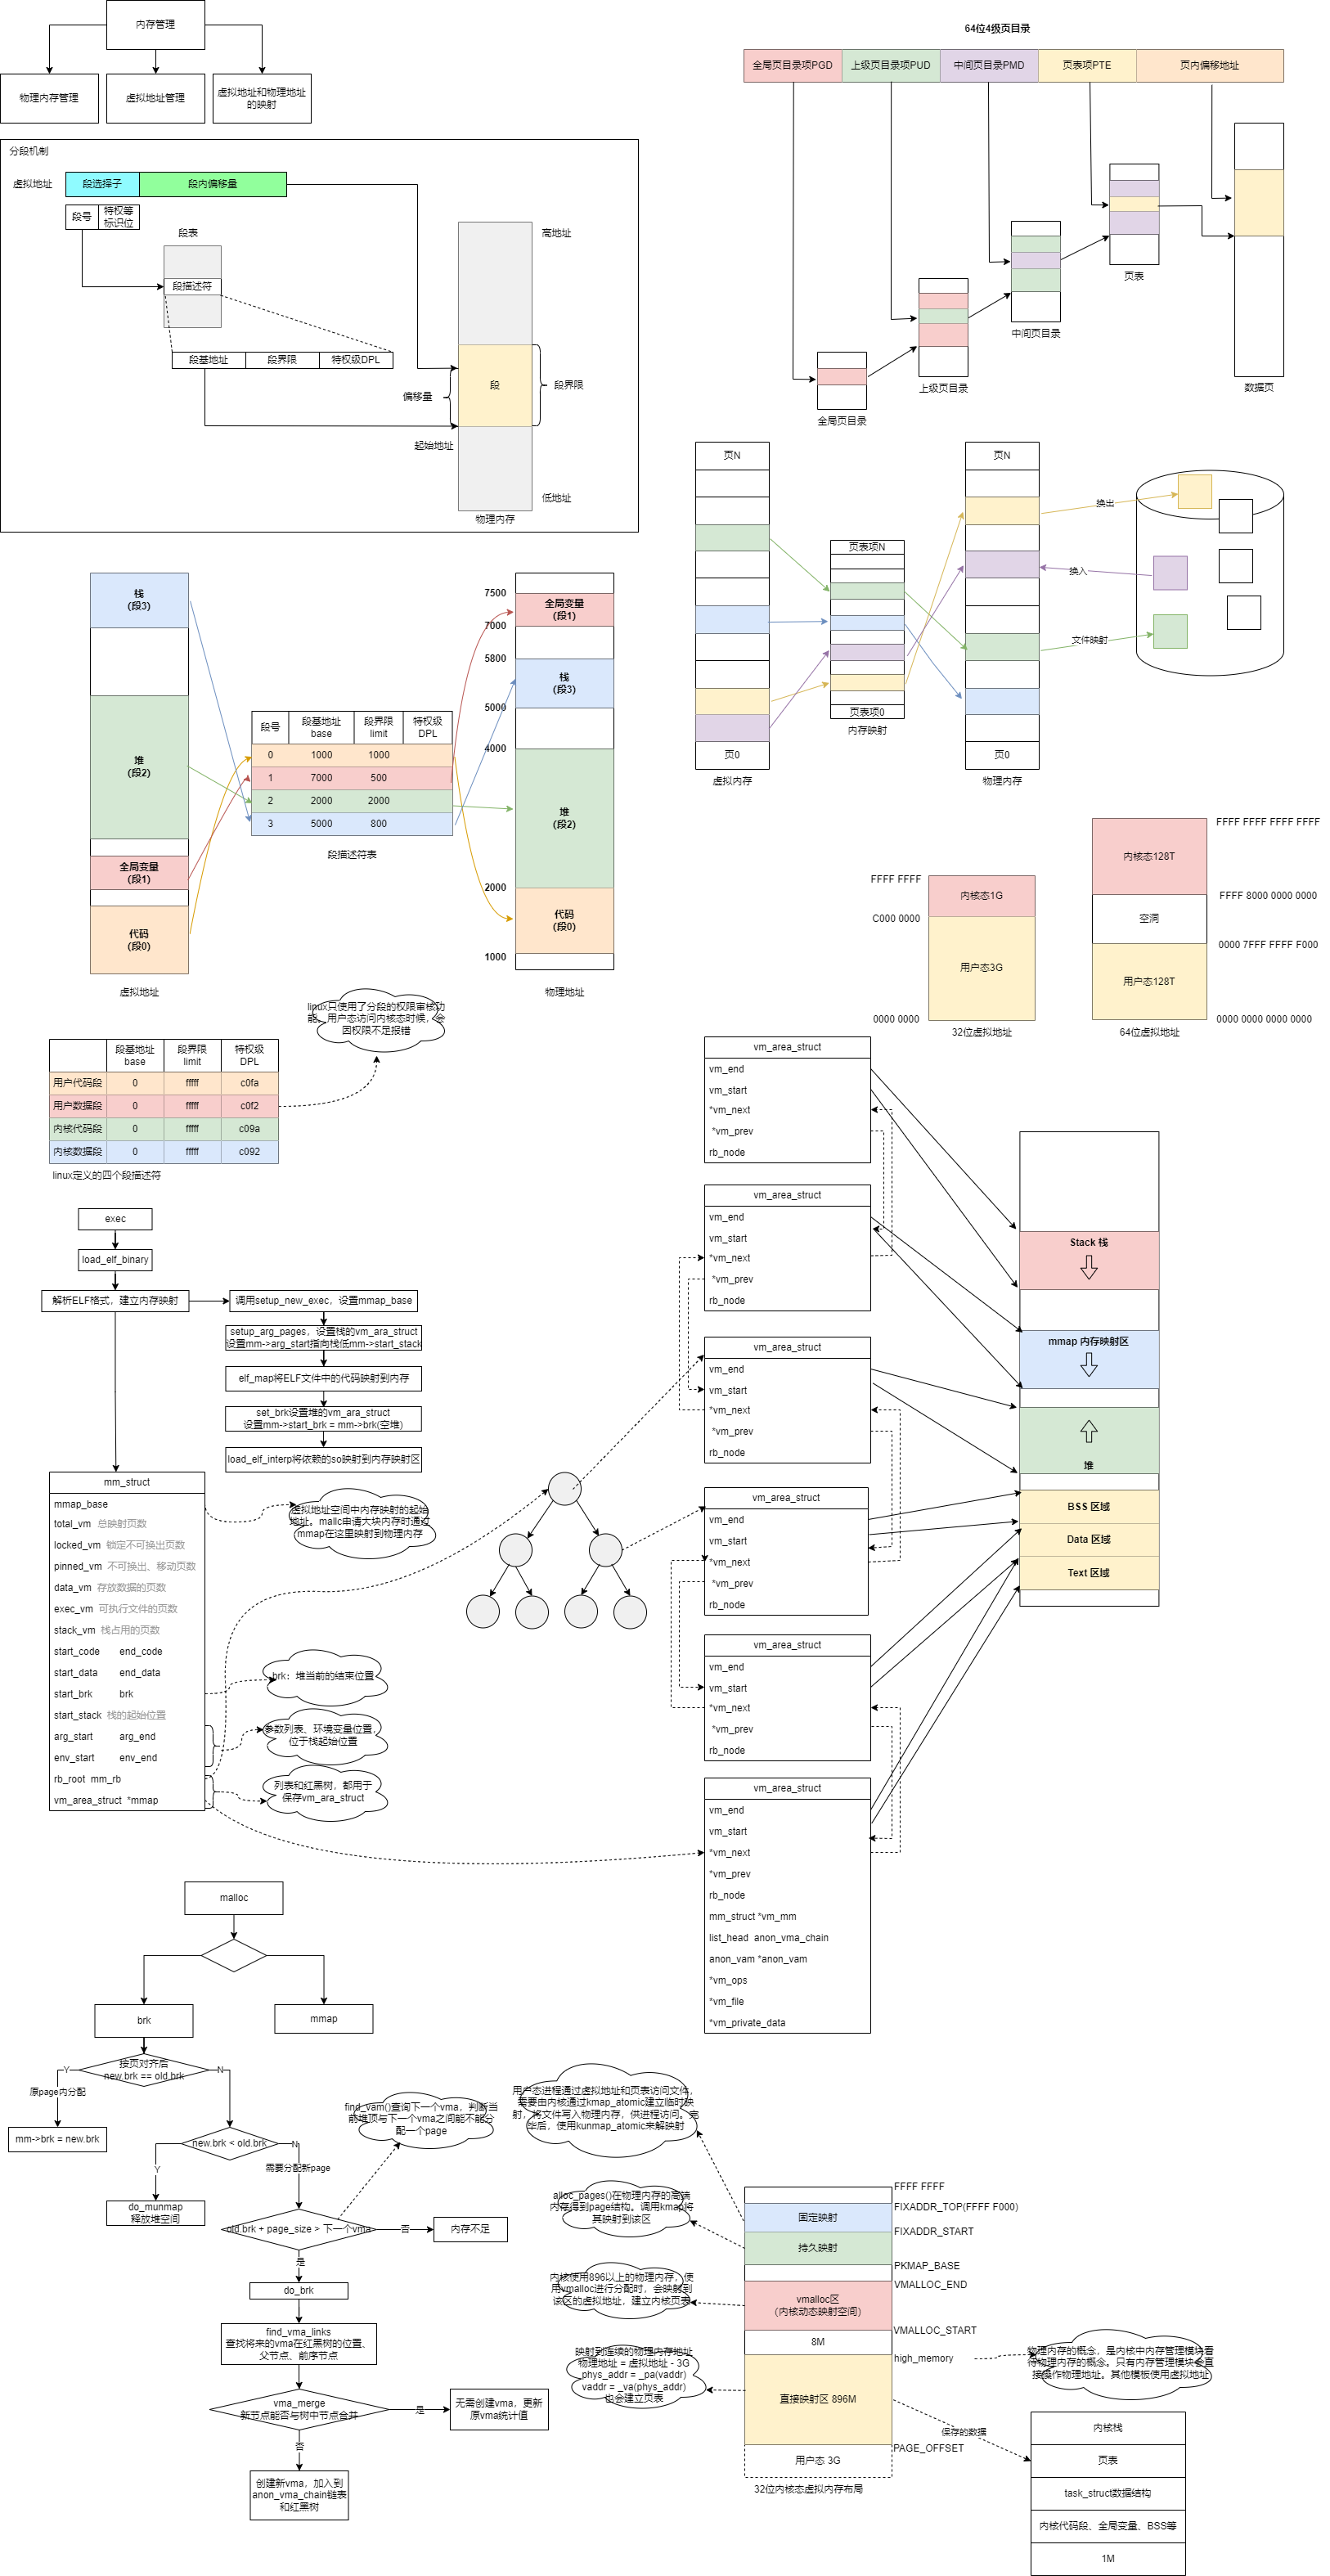 内存管理
物理内存管理
虚拟地址管理
虚拟地址和物理地址
的映射
64位4级页目录
全局页目录项PGD
上级页目录项PUD
中间页目录PMD
页表项PTE
页内偏移地址
页表
中间页目录
上级页目录
全局页目录
数据页
分段机制
虚拟地址
段选择子
段内偏移量
段号
特权等
标识位
段表
段描述符
段基地址
段界限
特权级DPL
高地址
段
段界限
偏移量
起始地址
低地址
物理内存
页N
页0
虚拟内存
页表项N
页表项0
内存映射
页N
页0
物理内存
换出
换入
文件映射
栈
(段3)
堆
(段2)
全局变量
(段1)
代码
(段0)
虚拟地址
段号
段基地址
base
段界限
limit
特权级
DPL
0
1000
1000
1
7000
500
2
2000
2000
3
5000
800
段描述符表
7500
全局变量
(段1)
7000
5800
栈
(段3)
5000
4000
堆
(段2)
2000
代码
(段0)
1000
物理地址
FFFF FFFF
内核态1G
C000 0000
用户态3G
0000 0000
32位虚拟地址
FFFF FFFF FFFF FFFF
内核态128T
FFFF 8000 0000 0000
空洞
0000 7FFF FFFF F000
用户态128T
0000 0000 0000 0000
64位虚拟地址
linux只使用了分段的权限审核功
能、用户态访问内核态时候，会
因权限不足报错
段基地址
base
段界限
limit
特权级
DPL
用户代码段
0
fffff
c0fa
用户数据段
0
fffff
c0f2
内核代码段
0
fffff
c09a
内核数据段
0
fffff
c092
linux定义的四个段描述符
exec
load_elf_binary
解析ELF格式，建立内存映射
调用setup_new_exec，设置mmap_base
setup_arg_pages，设置栈的vm_ara_struct
设置mm->arg_start指向栈低mm->start_stack
elf_map将ELF文件中的代码映射到内存
set_brk设置堆的vm_ara_struct
设置mm->start_brk = mm->brk(空堆)
load_elf_interp将依赖的so映射到内存映射区
mm_struct
mmap_base
total_vm 总映射页数
locked_vm 锁定不可换出页数
pinned_vm 不可换出、移动页数
data_vm 存放数据的页数
exec_vm 可执行文件的页数
stack_vm 栈占用的页数
start_code end_code
start_data end_data
start_brk brk
start_stack 栈的起始位置
arg_start arg_end
env_start env_end
rb_root mm_rb
vm_area_struct *mmap
虚拟地址空间中内存映射的起始
地址。mallc申请大块内存时通过
mmap在这里映射到物理内存
brk：堆当前的结束位置
参数列表、环境变量位置，
位于栈起始位置
列表和红黑树，都用于
保存vm_ara_struct
vm_area_struct
vm_end
vm_start
*vm_next
*vm_prev
rb_node
vm_area_struct
vm_end
vm_start
*vm_next
*vm_prev
rb_node
vm_area_struct
vm_end
vm_start
*vm_next
*vm_prev
rb_node
vm_area_struct
vm_end
vm_start
*vm_next
*vm_prev
rb_node
vm_area_struct
vm_end
vm_start
*vm_next
*vm_prev
rb_node
vm_area_struct
vm_end
vm_start
*vm_next
*vm_prev
rb_node
mm_struct *vm_mm
list_head anon_vma_chain
anon_vam *anon_vam
*vm_ops
*vm_file
*vm_private_data
Stack 栈
mmap 内存映射区
堆
BSS 区域
Data 区域
Text 区域
malloc
brk
mmap
按页对齐后
new.brk == old.brk
Y
N
原page内分配
mm->brk = new.brk
new.brk < old.brk
Y
N
do_munmap
释放堆空间
需要分配新page
find_vam()查询下一个vma，判断当
前堆顶与下一个vma之间能不能分
配一个page
old.brk + page_size > 下一个vma
否
内存不足
是
do_brk
find_vma_links
查找将来的vma在红黑树的位置、
父节点、前序节点
vma_merge
新节点能否与树中节点合并
是
无需创建vma，更新
原vma统计值
否
创建新vma，加入到
anon_vma_chain链表
和红黑树
用户态进程通过虚拟地址和页表访问文件，
需要由内核通过kmap_atomic建立临时映
射，将文件写入物理内存，供进程访问。完
毕后，使用kunmap_atomic来解映射
alloc_pages()在物理内存的高端
内存得到page结构。调用kmap将
其映射到该区
内核使用896以上的物理内存，使
用vmalloc进行分配时，会映射到
该区的虚拟地址，建立内核页表
映射到连续的物理内存地址
物理地址 = 虚拟地址 - 3G
phys_addr = _pa(vaddr)
vaddr = _va(phys_addr)
也会建立页表
FFFF FFFF
FIXADDR_TOP(FFFF F000)
固定映射
FIXADDR_START
持久映射
PKMAP_BASE
VMALLOC_END
vmalloc区
（内核动态映射空间）
VMALLOC_START
8M
high_memory
直接映射区 896M
PAGE_OFFSET
用户态 3G
32位内核态虚拟内存布局
物理内存的概念，是内核中内存管理模块看
待物理内存的概念。只有内存管理模块会直
接操作物理地址。其他模板使用虚拟地址
保存的数据
内核栈
页表
task_struct数据结构
内核代码段、全局变量、BSS等
1M